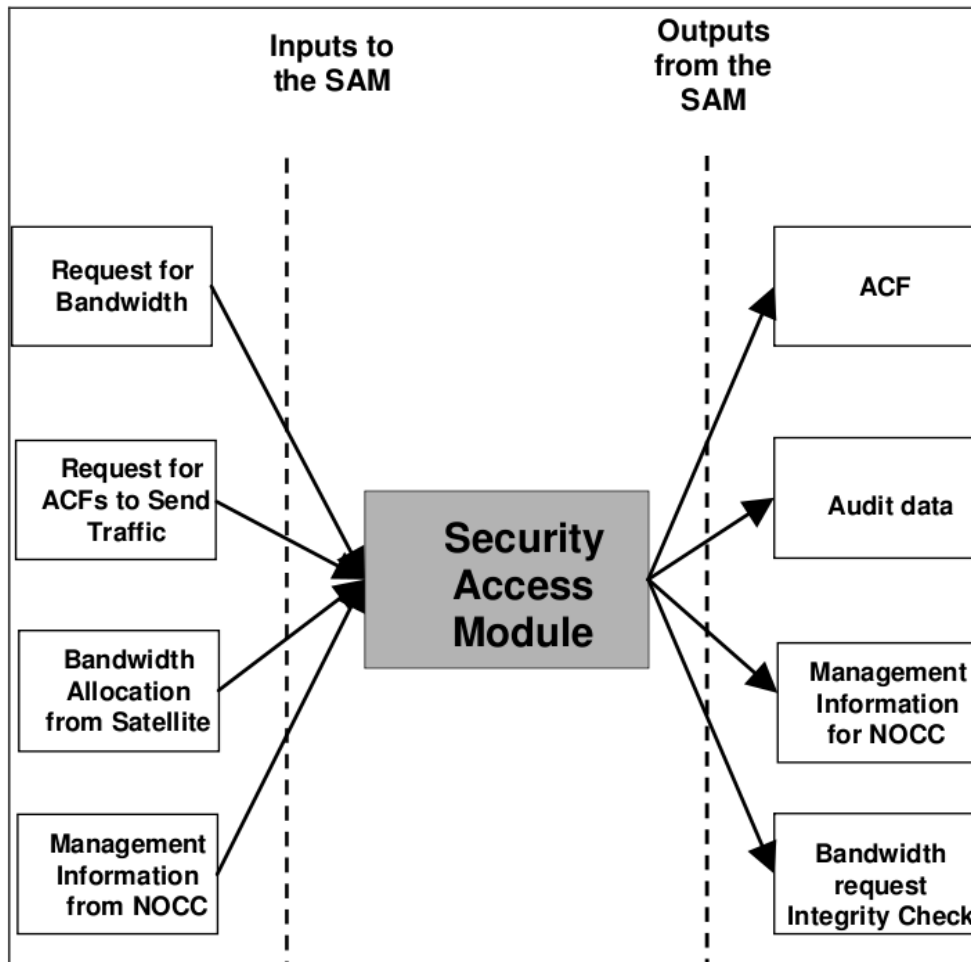 Inputs to
the SAM
Outputs
from the
SAM
Request for
Bandwidth
Request for
ACFs to Send
Traffic
Bandwidth
Allocation
from Satellite
Management
Information
from NOCC
Security
Access
Module
ACF
Audit data
Management
Information
for NOCC
Bandwidth
request
Integrity Check